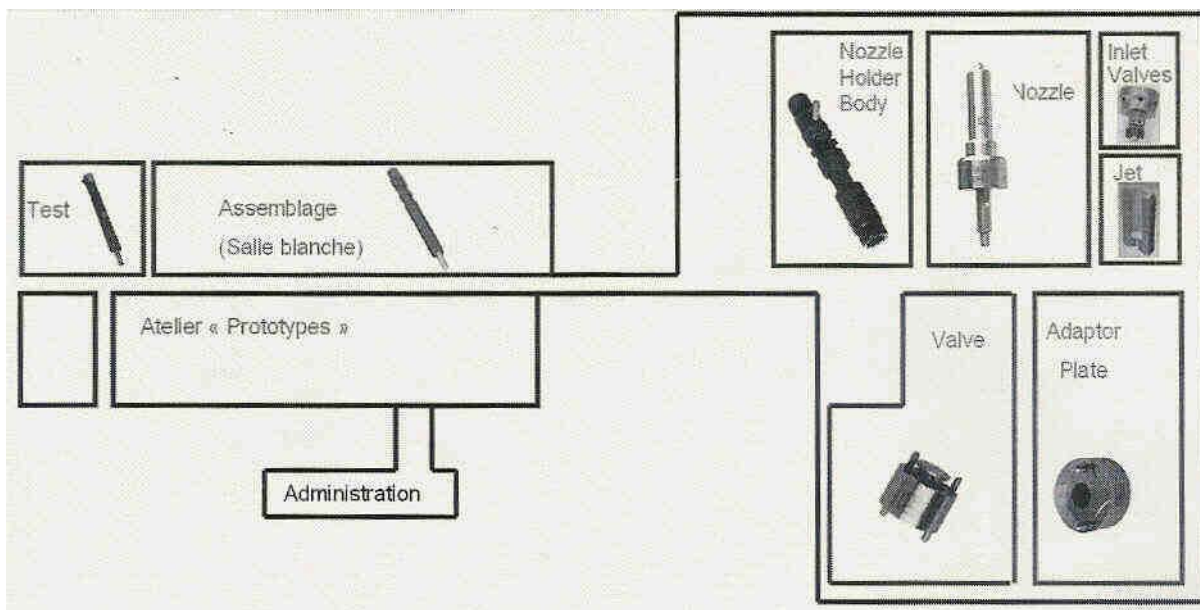 Nozzle
Holder
Body
Nozzle
Inlet
Valves
Jet
Test
Assemblage
(Salle blanche)
Atelier « Prototypes »
Valve
Adaptor
Plate
Administration